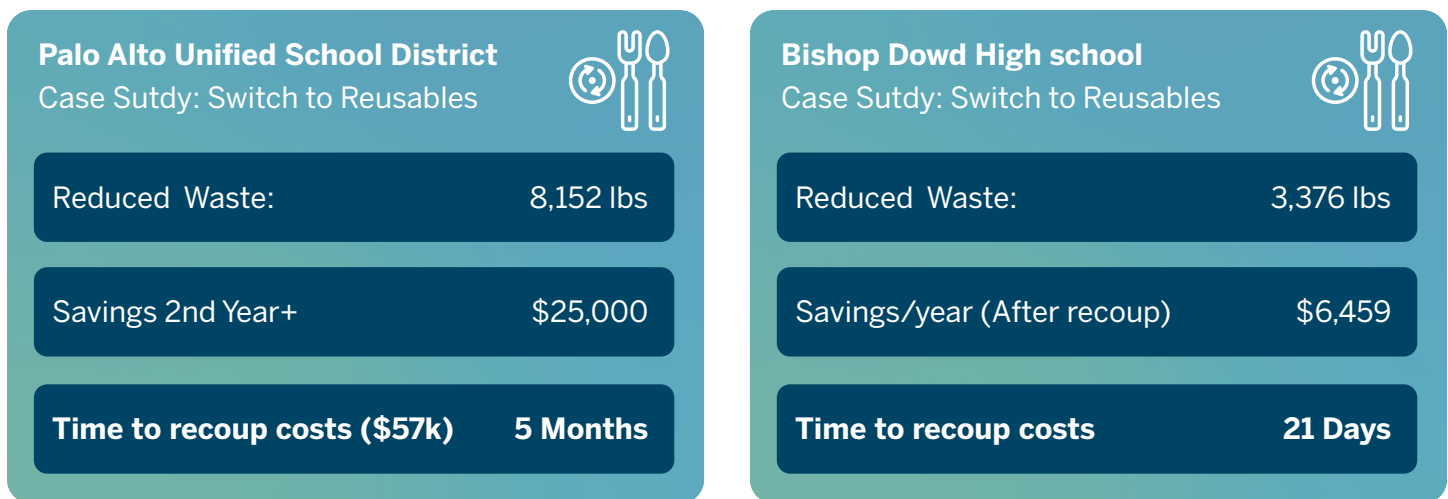 Palo Alto Unified School District
Case Sutdy: Switch to Reusables
Reduced Waste: 8,152 lbs
Savings 2nd Year+ $25,000
Time to recoup costs ($57k) 5 Months
Bishop Dowd High school
Case Sutdy: Switch to Reusables
Reduced Waste: 3,376 lbs
Savings/year (After recoup) $6,459
Time to recoup costs 21 Days